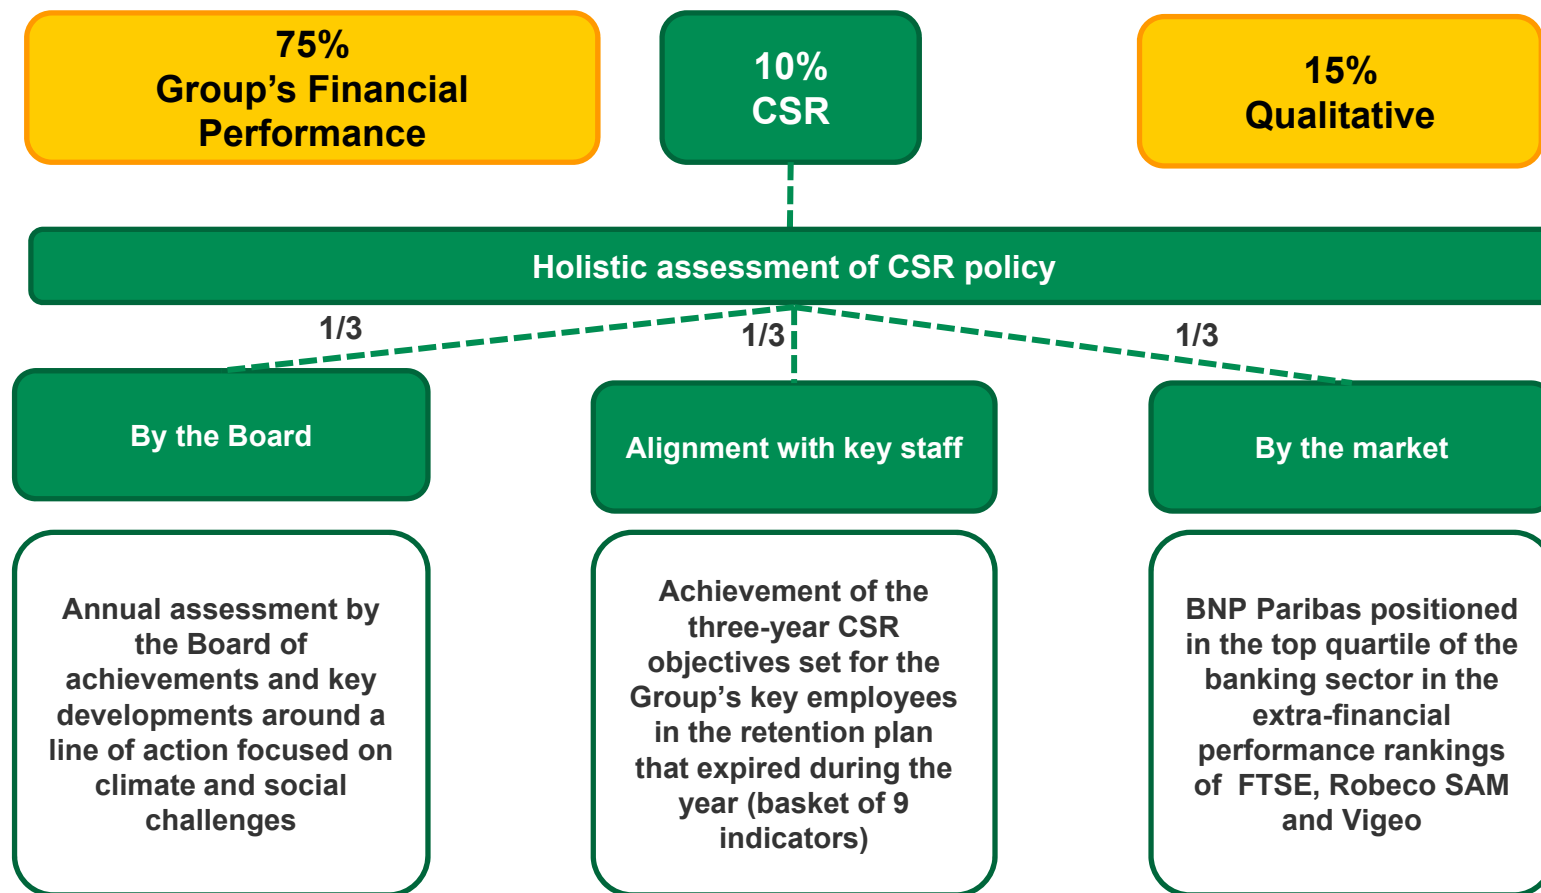 75%
Group’s Financial
Performance
10%
CSR
15%
Qualitative
Holistic assessment of CSR policy
1/3
1/3
1/3
By the Board
Alignment with key staff
By the market
Annual assessment by
the Board of
achievements and key
developments around a
line of action focused on
climate and social
challenges
Achievement of the
three-year CSR
objectives set for the
Group’s key employees
in the retention plan
that expired during the
year (basket of 9
indicators)
BNP Paribas positioned
in the top quartile of the
banking sector in the
extra-financial
performance rankings
of FTSE, Robeco SAM
and Vigeo